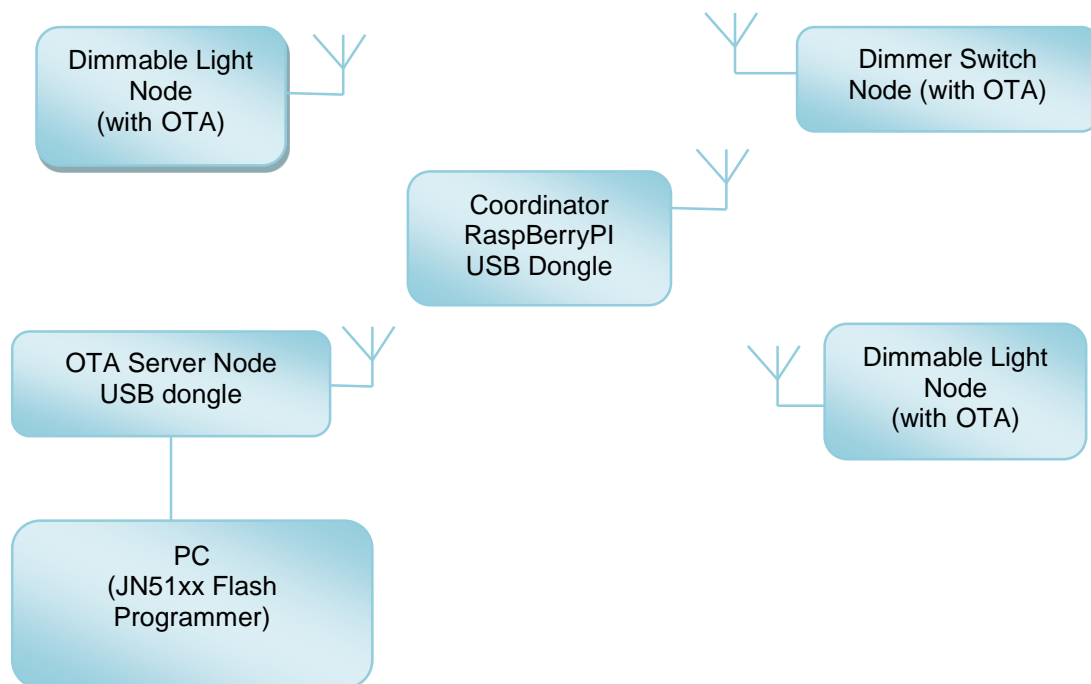 Dimmable Light
Node
(with OTA)
Dimmer Switch
Node (with OTA)
Coordinator
RaspBerryPI
USB Dongle
OTA Server Node
USB dongle
Dimmable Light
Node
(with OTA)
PC
(JN51xx Flash
Programmer)